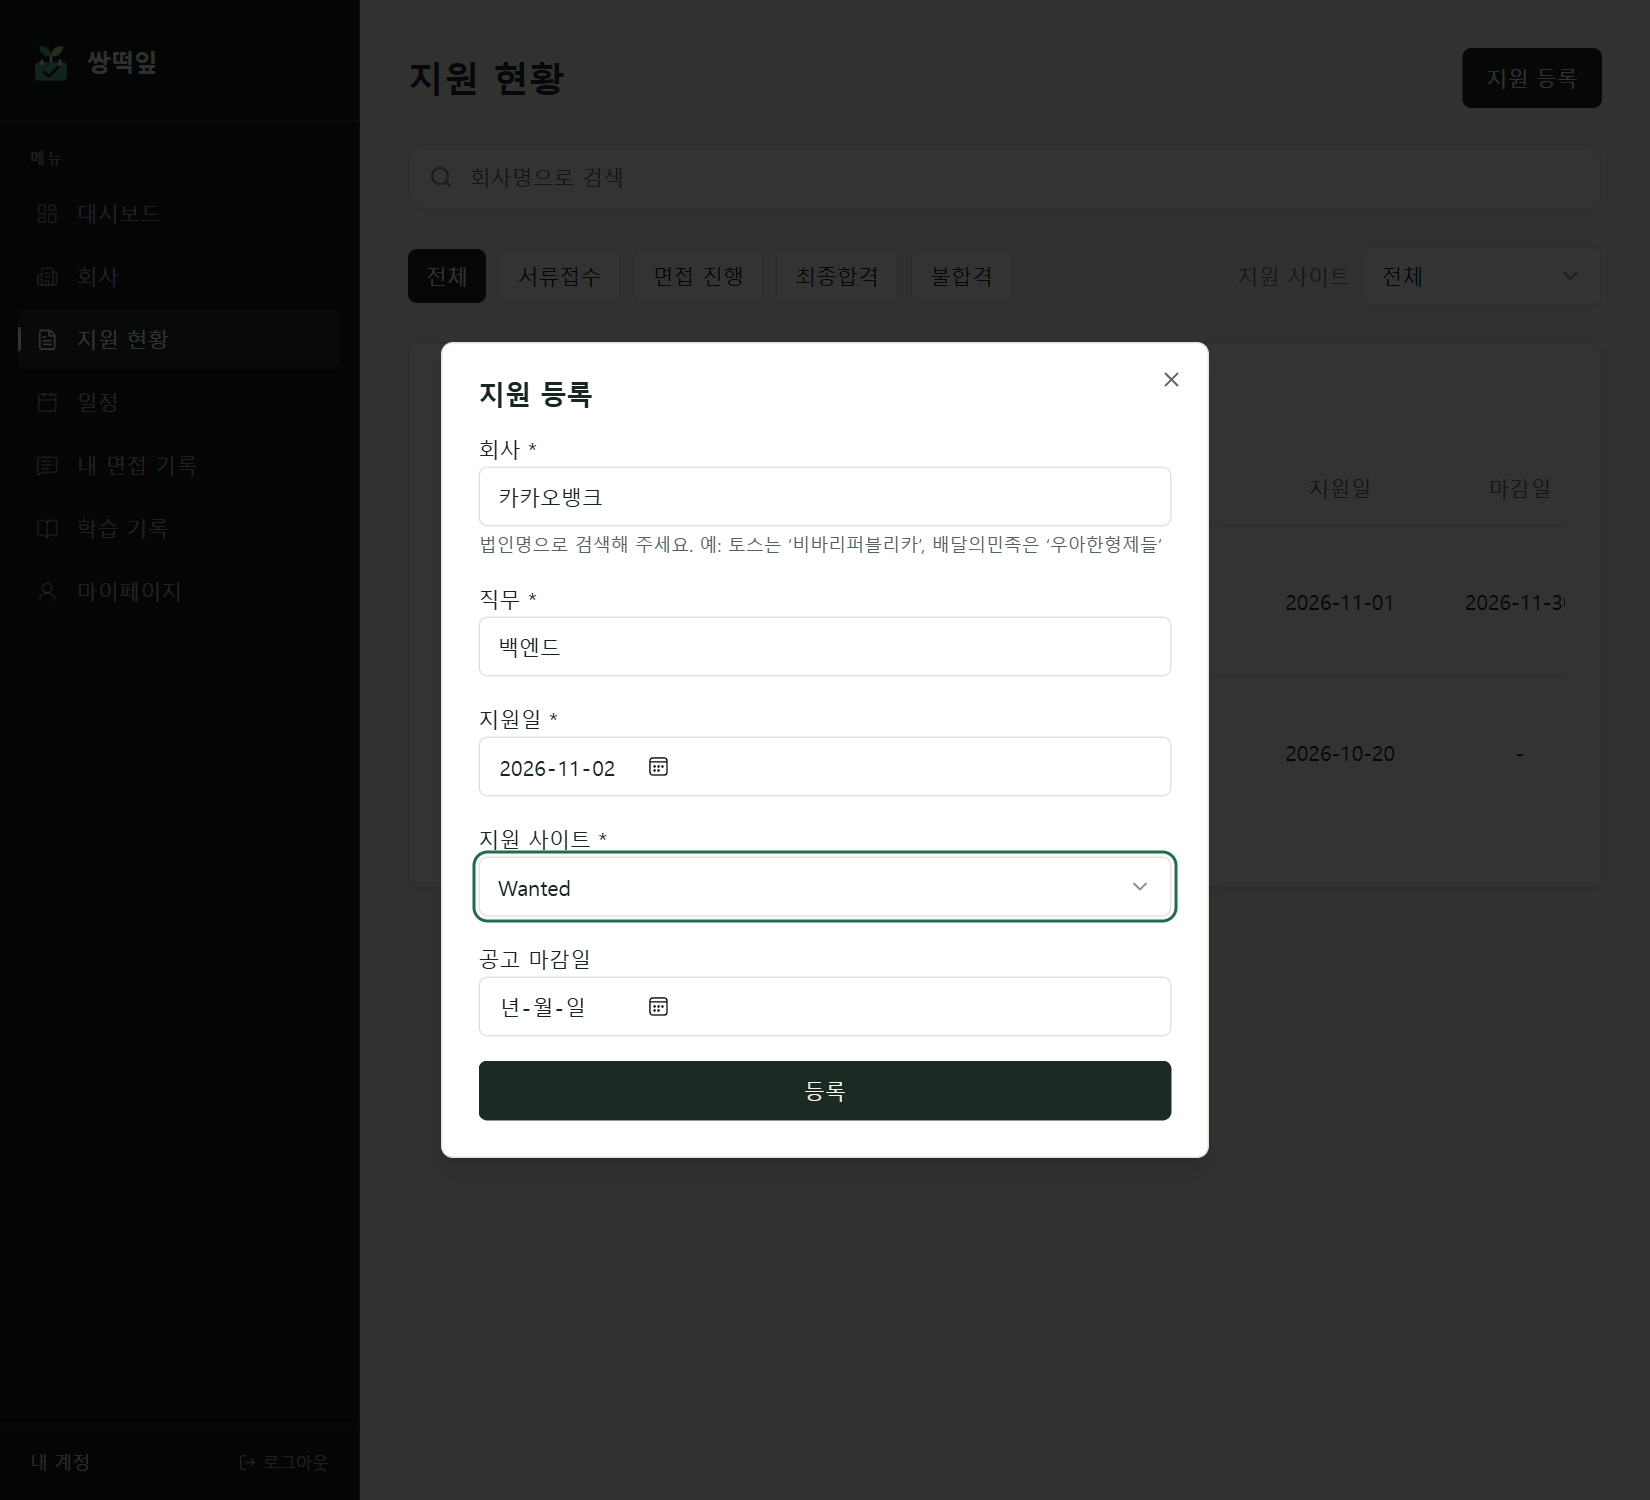 쌍떡잎
메뉴
대시보드
회사
지원 현황
일정
내 면접 기록
학습 기록
마이페이지
내 계정
로그아웃
지원 현황
지원 등록
회사명으로 검색
전체
서류접수
면접 진행
최종합격
불합격
지원 사이트
전체
지원일
마감일
2026-11-01
2026-11-30
2026-10-20
-
지원 등록
회사 *
카카오뱅크
법인명으로 검색해 주세요. 예: 토스는 ‘비바리퍼블리카’, 배달의민족은 ‘우아한형제들’
직무 *
백엔드
지원일 *
2026-11-02
지원 사이트 *
Wanted
공고 마감일
년-월-일
등록